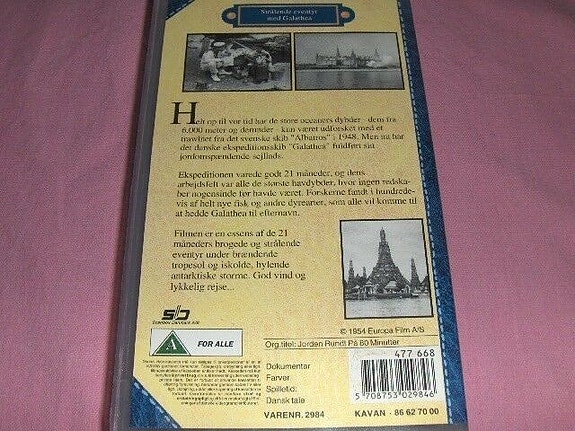 Strålende eventyr
med Galathea
Helt op til vor tid har de store oceaners dybder - dem fra
6.000 meter og derneder - kun været udforsket med et
trawlnet fra det svenske skib "Albatros" i 1948. Men nu har
det danske ekspeditionsskib "Galathea" fuldført sin
jordomspændende sejlads.
Ekspeditionen varede godt 21 måneder, og dens
arbejdsfelt var alle de største havdybder, hvor ingen redska-
ber nogensinde før havde været. Forskerne fandt i hundrede-
vis af helt nye fisk og andre dyrearter, som alle vil komme til
at hedde Galathea til efternavn.
Filmen er en essens af de 21
måneders brogede og strålende
eventyr under brændende
tropesol og iskolde, hylende
antarktiske storme. God vind og
lykkelig rejse...
© 1954 Europa Film A/S
Org.titel: Jorden Rundt På 80 Minutter
A
FOR ALLE
Dokumentar
Farver
Spilletid:
Dansk tale
VARENR. 2984
477 668
5 708753 029846
KAVAN - 86 62 70 00